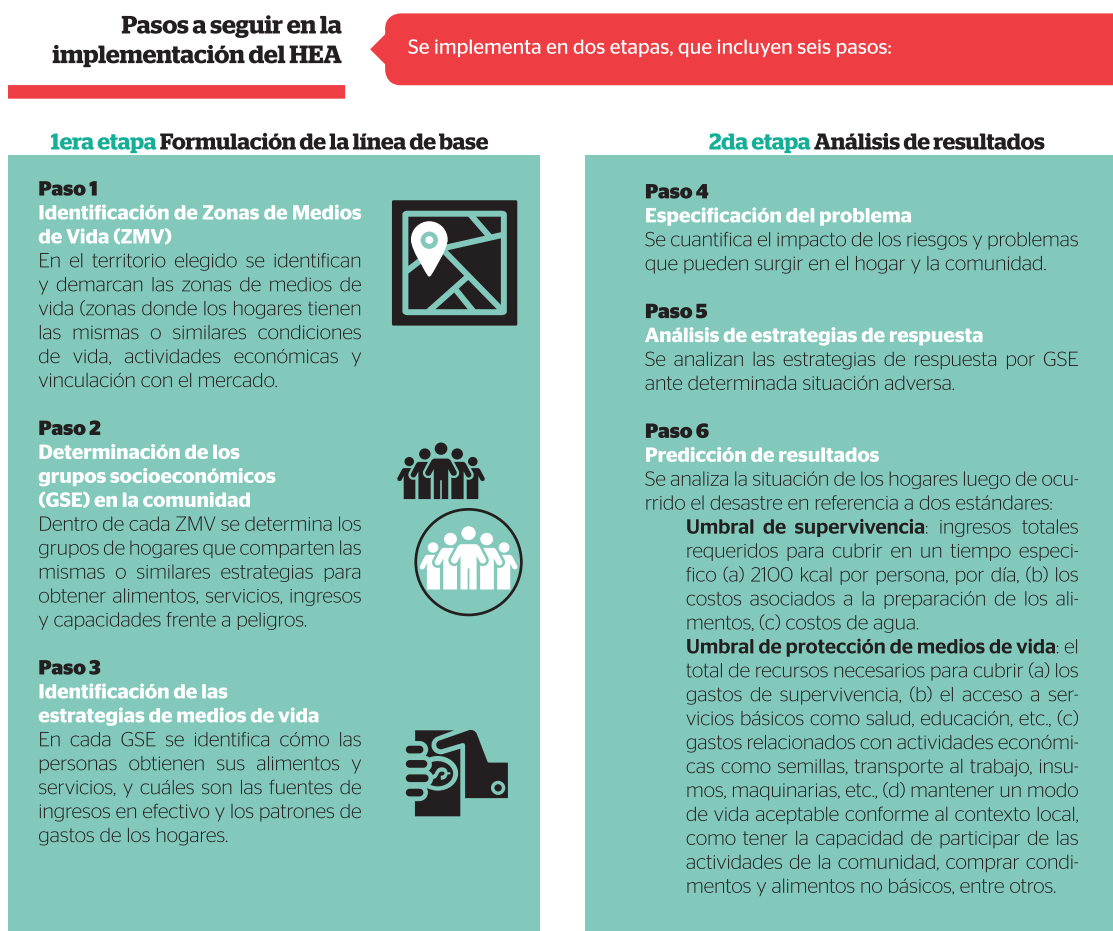 Pasos a seguir en la
implementación del HEA
Se implementa en dos etapas, que incluyen seis pasos:
1era etapa Formulación de la línea de base
Paso 1
Identificación de Zonas de Medios
de Vida (ZMV)
En el territorio elegido se identifican
y demarcan las zonas de medios de
vida (zonas donde los hogares tienen
las mismas o similares condiciones
de vida, actividades económicas y
vinculación con el mercado.
Paso 2
Determinación de los
grupos socioeconómicos
(GSE) en la comunidad
Dentro de cada ZMV se determina los
grupos de hogares que comparten las
mismas o similares estrategias para
obtener alimentos, servicios, ingresos
y capacidades frente a peligros.
Paso 3
Identificación de las
estrategias de medios de vida
En cada GSE se identifica cómo las
personas obtienen sus alimentos y
servicios, y cuáles son las fuentes de
ingresos en efectivo y los patrones de
gastos de los hogares.
$
2da etapa Análisis de resultados
Paso 4
Especificación del problema
Se cuantifica el impacto de los riesgos y problemas
que pueden surgir en el hogar y la comunidad.
Paso 5
Análisis de estrategias de respuesta
Se analizan las estrategias de respuesta por GSE
ante determinada situación adversa.
Paso 6
Predicción de resultados
Se analiza la situación de los hogares luego de ocu-
rrido el desastre en referencia a dos estándares:
Umbral de supervivencia: ingresos totales
requeridos para cubrir en un tiempo especi-
fico (a) 2100 kcal por persona, por día, (b) los
costos asociados a la preparación de los ali-
mentos, (c) costos de agua.
Umbral de protección de medios de vida: el
total de recursos necesarios para cubrir (a) los
gastos de supervivencia, (b) el acceso a ser-
vicios básicos como salud, educación, etc., (c)
gastos relacionados con actividades económi-
cas como semillas, transporte al trabajo, insu-
mos, maquinarias, etc., (d) mantener un modo
de vida aceptable conforme al contexto local,
como tener la capacidad de participar de las
actividades de la comunidad, comprar condi-
mentos y alimentos no básicos, entre otros.